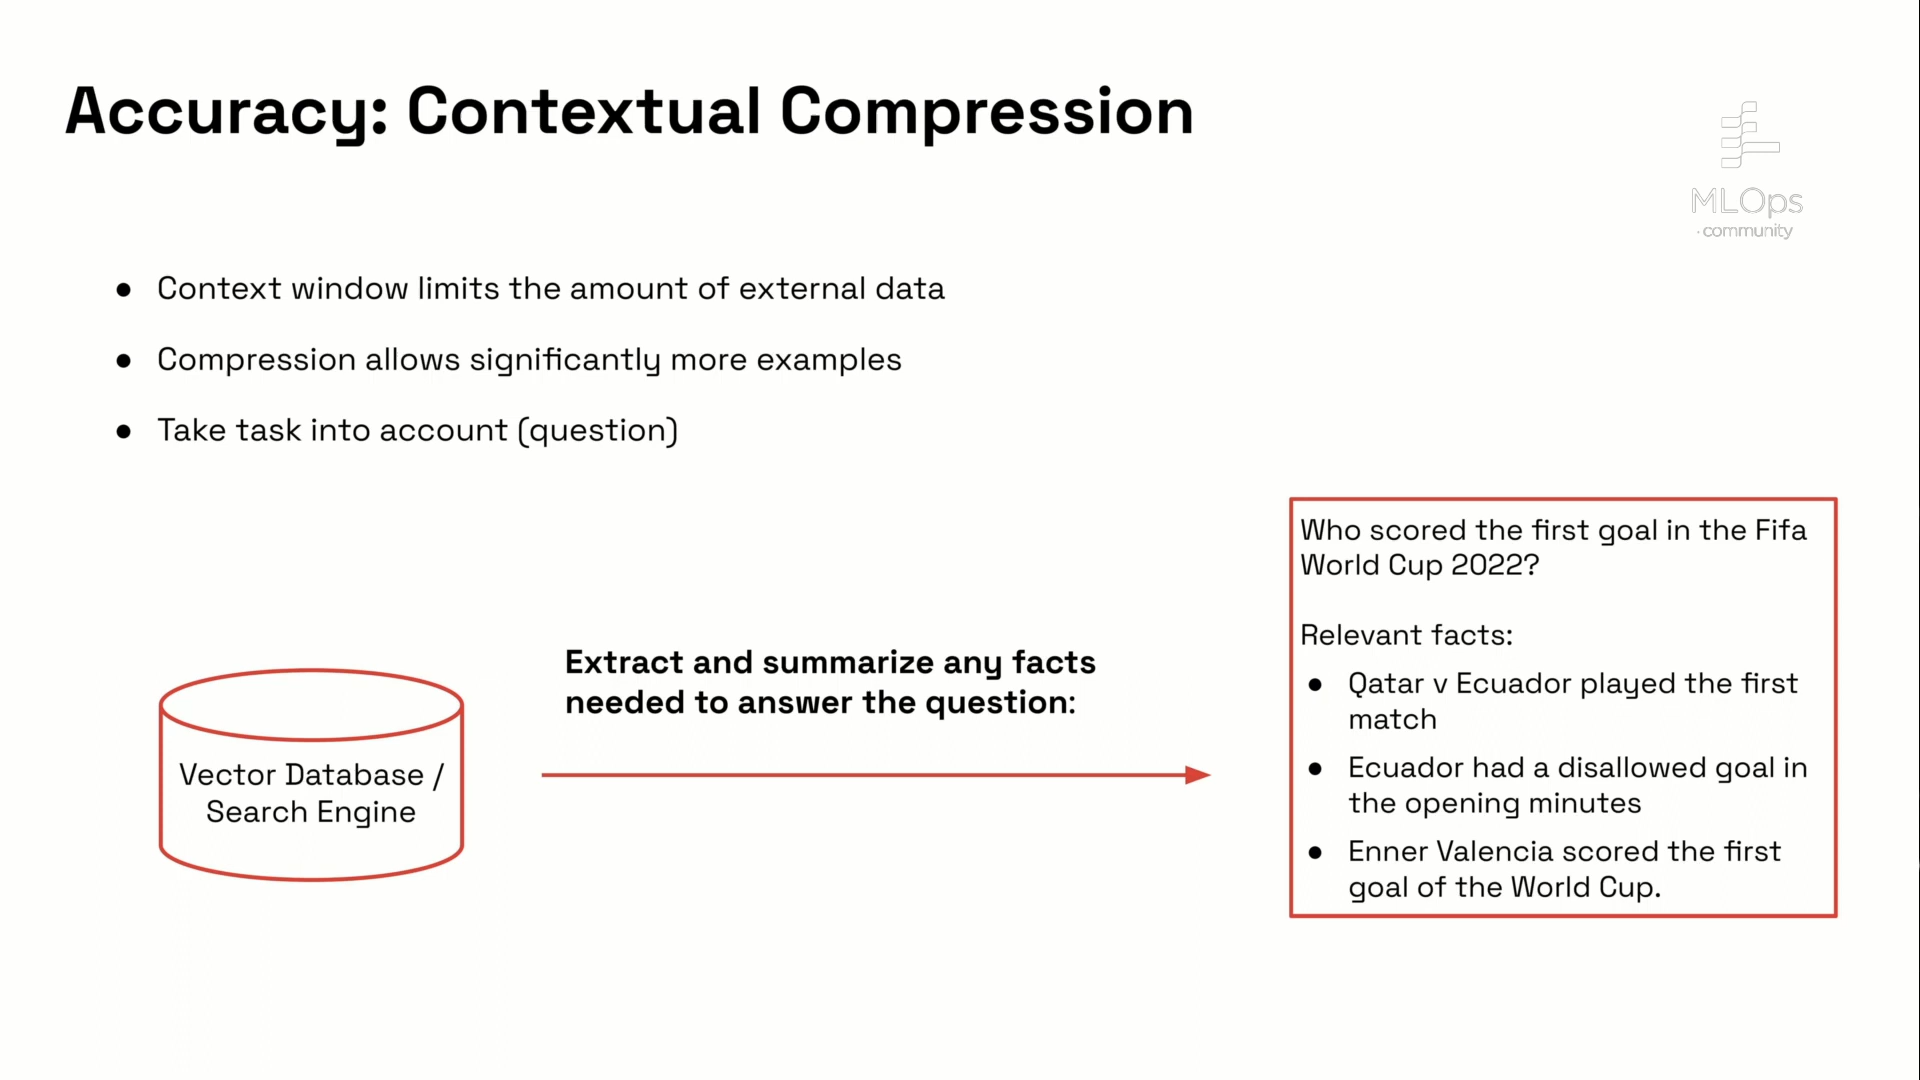 Accuracy: Contextual Compression
MLOps
community
● Context window limits the amount of external data
● Compression allows significantly more examples
● Take task into account (question)
Vector Database /
Search Engine
Extract and summarize any facts
needed to answer the question:
Who scored the first goal in the Fifa
World Cup 2022?
Relevant facts:
● Qatar v Ecuador played the first
match
● Ecuador had a disallowed goal in
the opening minutes
● Enner Valencia scored the first
goal of the World Cup.